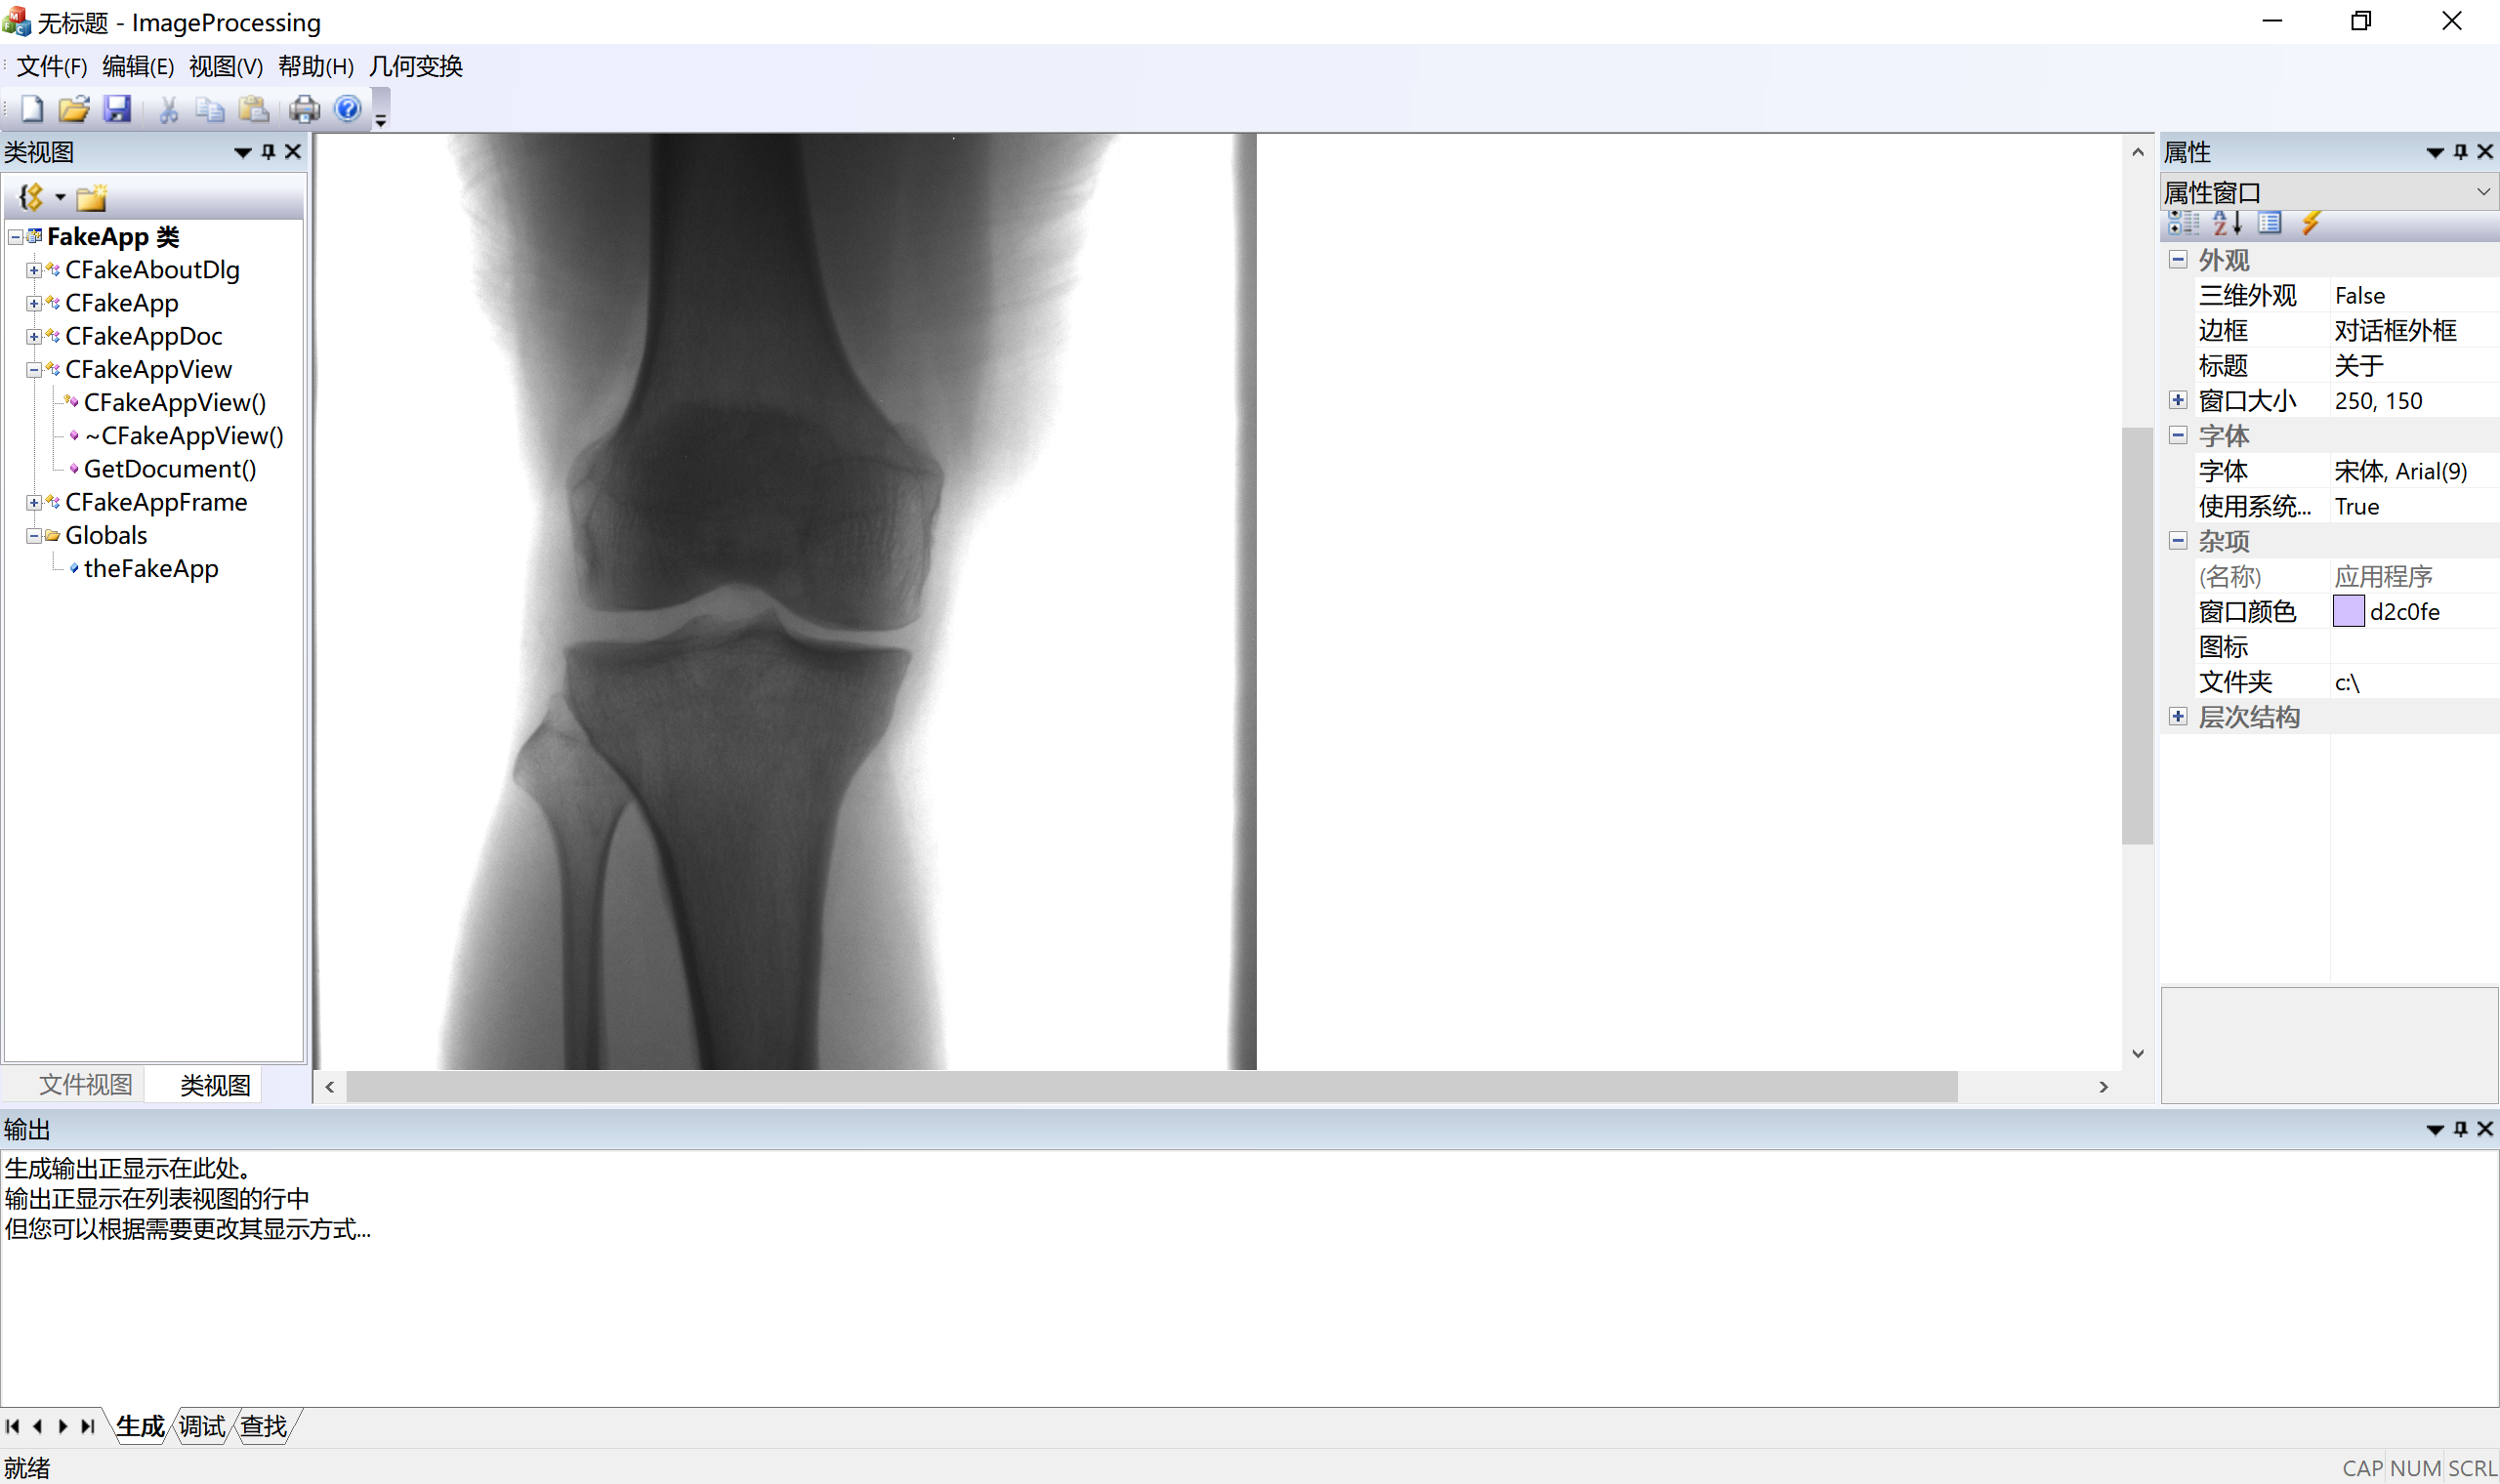 无标题 - ImageProcessing
文件(F) 编辑(E) 视图(V) 帮助(H) 几何变换
类视图
FakeApp 类
CFakeAboutDlg
CFakeApp
CFakeAppDoc
CFakeAppView
CFakeAppView()
~CFakeAppView()
GetDocument()
CFakeAppFrame
Globals
theFakeApp
文件视图 类视图
属性
属性窗口
外观
三维外观 False
边框 对话框外框
标题 关于
窗口大小 250, 150
字体
字体 宋体, Arial(9)
使用系统... True
杂项
(名称) 应用程序
窗口颜色 d2c0fe
图标
文件夹 c:\
层次结构
输出
生成输出正显示在此处。
输出正显示在列表视图的行中
但您可以根据需要更改其显示方式...
生成 调试 查找
就绪
CAP NUM SCRL